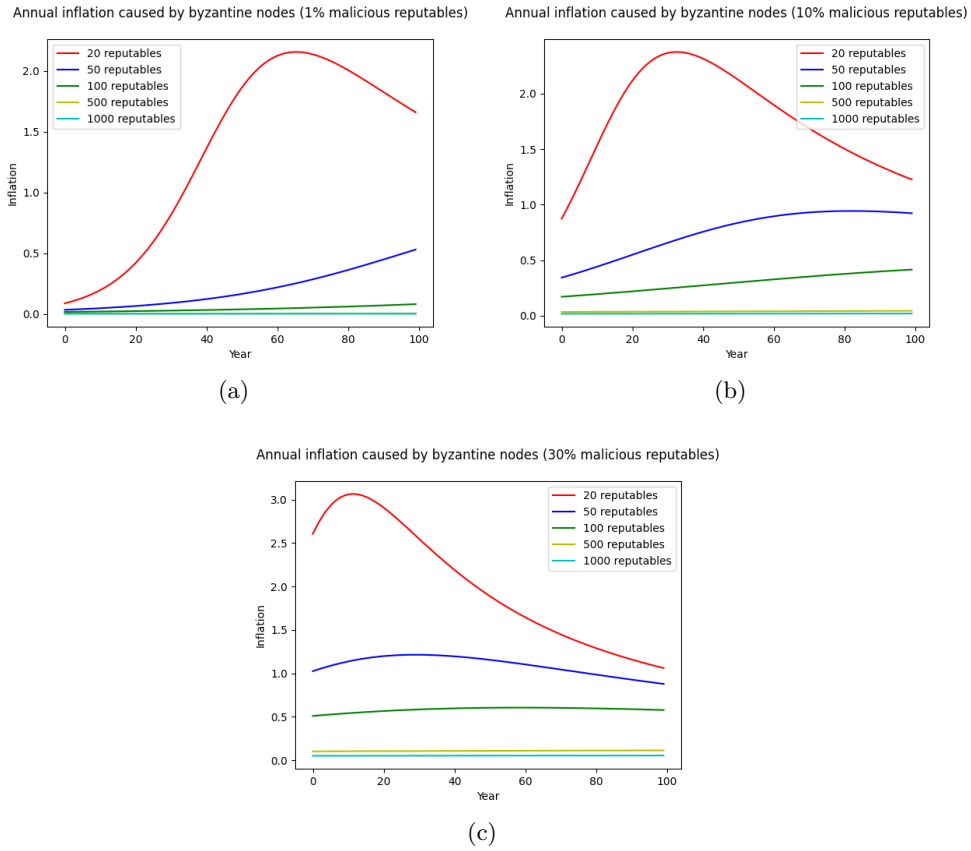 Annual inflation caused by byzantine nodes (1% malicious reputables)
20 reputables
50 reputables
100 reputables
500 reputables
1000 reputables
Inflation
2.0
1.5
1.0
0.5
0.0
0 20 40 60 80 100
Year
(a)
Annual inflation caused by byzantine nodes (10% malicious reputables)
20 reputables
50 reputables
100 reputables
500 reputables
1000 reputables
Inflation
2.0
1.5
1.0
0.5
0.0
0 20 40 60 80 100
Year
(b)
Annual inflation caused by byzantine nodes (30% malicious reputables)
20 reputables
50 reputables
100 reputables
500 reputables
1000 reputables
Inflation
3.0
2.5
2.0
1.5
1.0
0.5
0.0
0 20 40 60 80 100
Year
(c)